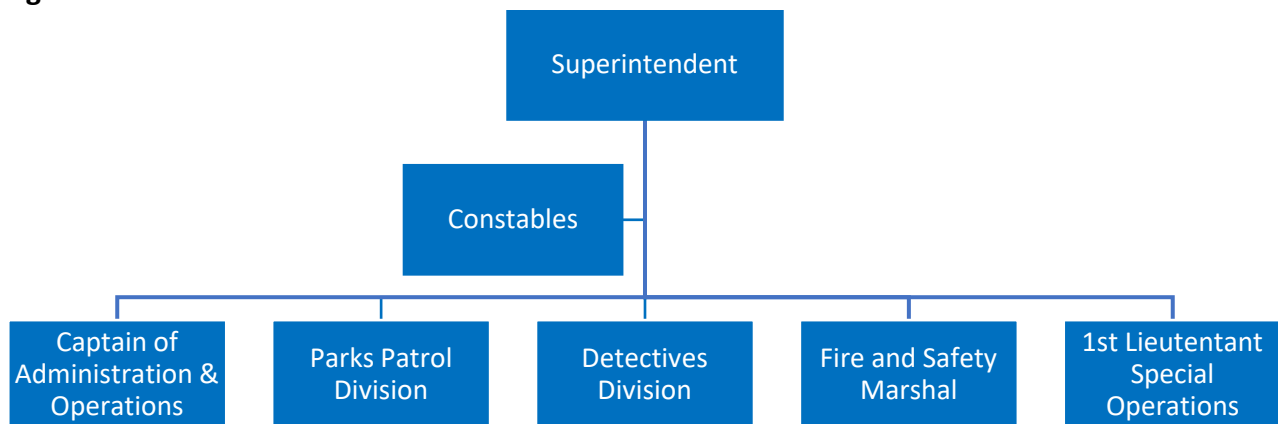 Superintendent
Constables
Captain of
Administration &
Operations
Parks Patrol
Division
Detectives
Division
Fire and Safety
Marshal
1st Lieutentant
Special
Operations